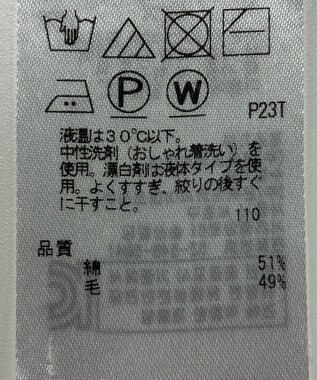 P W P23T
液温は30℃以下。
中性洗剤（おしゃれ着洗い）を
使用。漂白剤は液体タイプを使
用。よくすすぎ、絞りの後すぐ
に干すこと。
110
品質
綿 51%
毛 49%